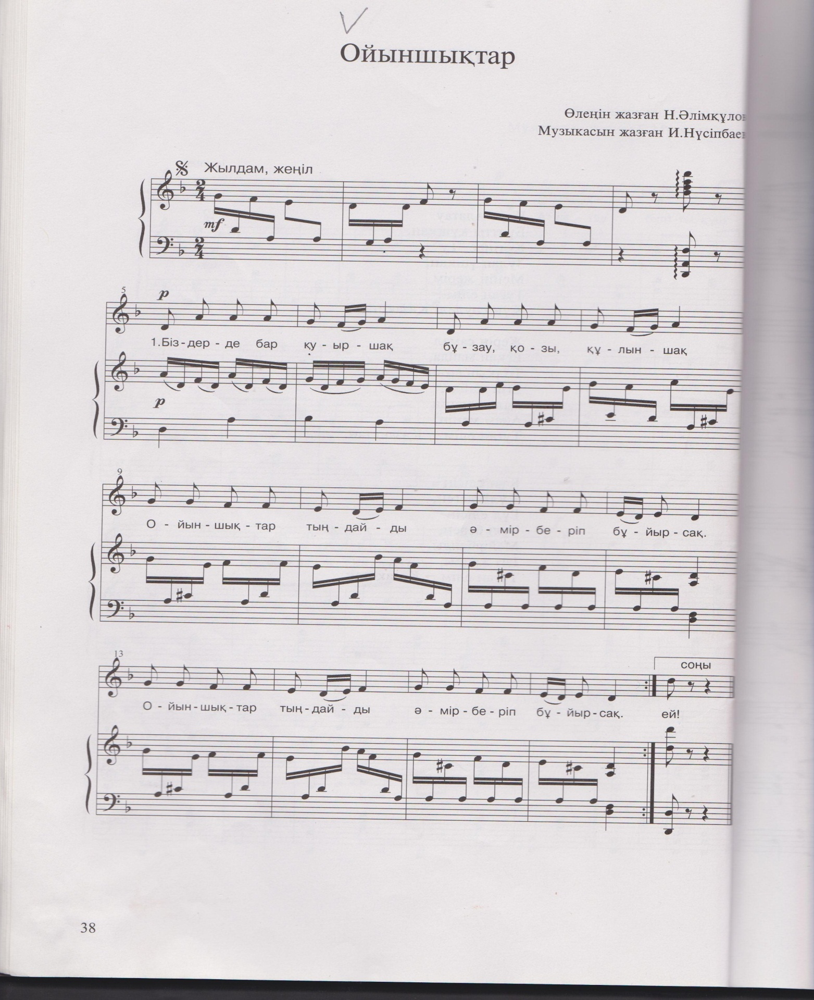 Ойыншықтар
Өлеңін жазған Н.Әлімқұлов
Музыкасын жазған И.Нүсіпбаев
Жылдам, жеңіл
mf
5
p
1.Біз - дер - де бар қу - ыр - шақ бұ - зау, қо - зы, құ - лын - шақ
p
9
О - йын - шық - тар тың - дай - ды ә - мір - бе - ріп бұ - йыр - сақ.
13
соңы
О - йын - шық - тар тың - дай - ды ә - мір - бе - ріп бұ - йыр - сақ. ей!
38